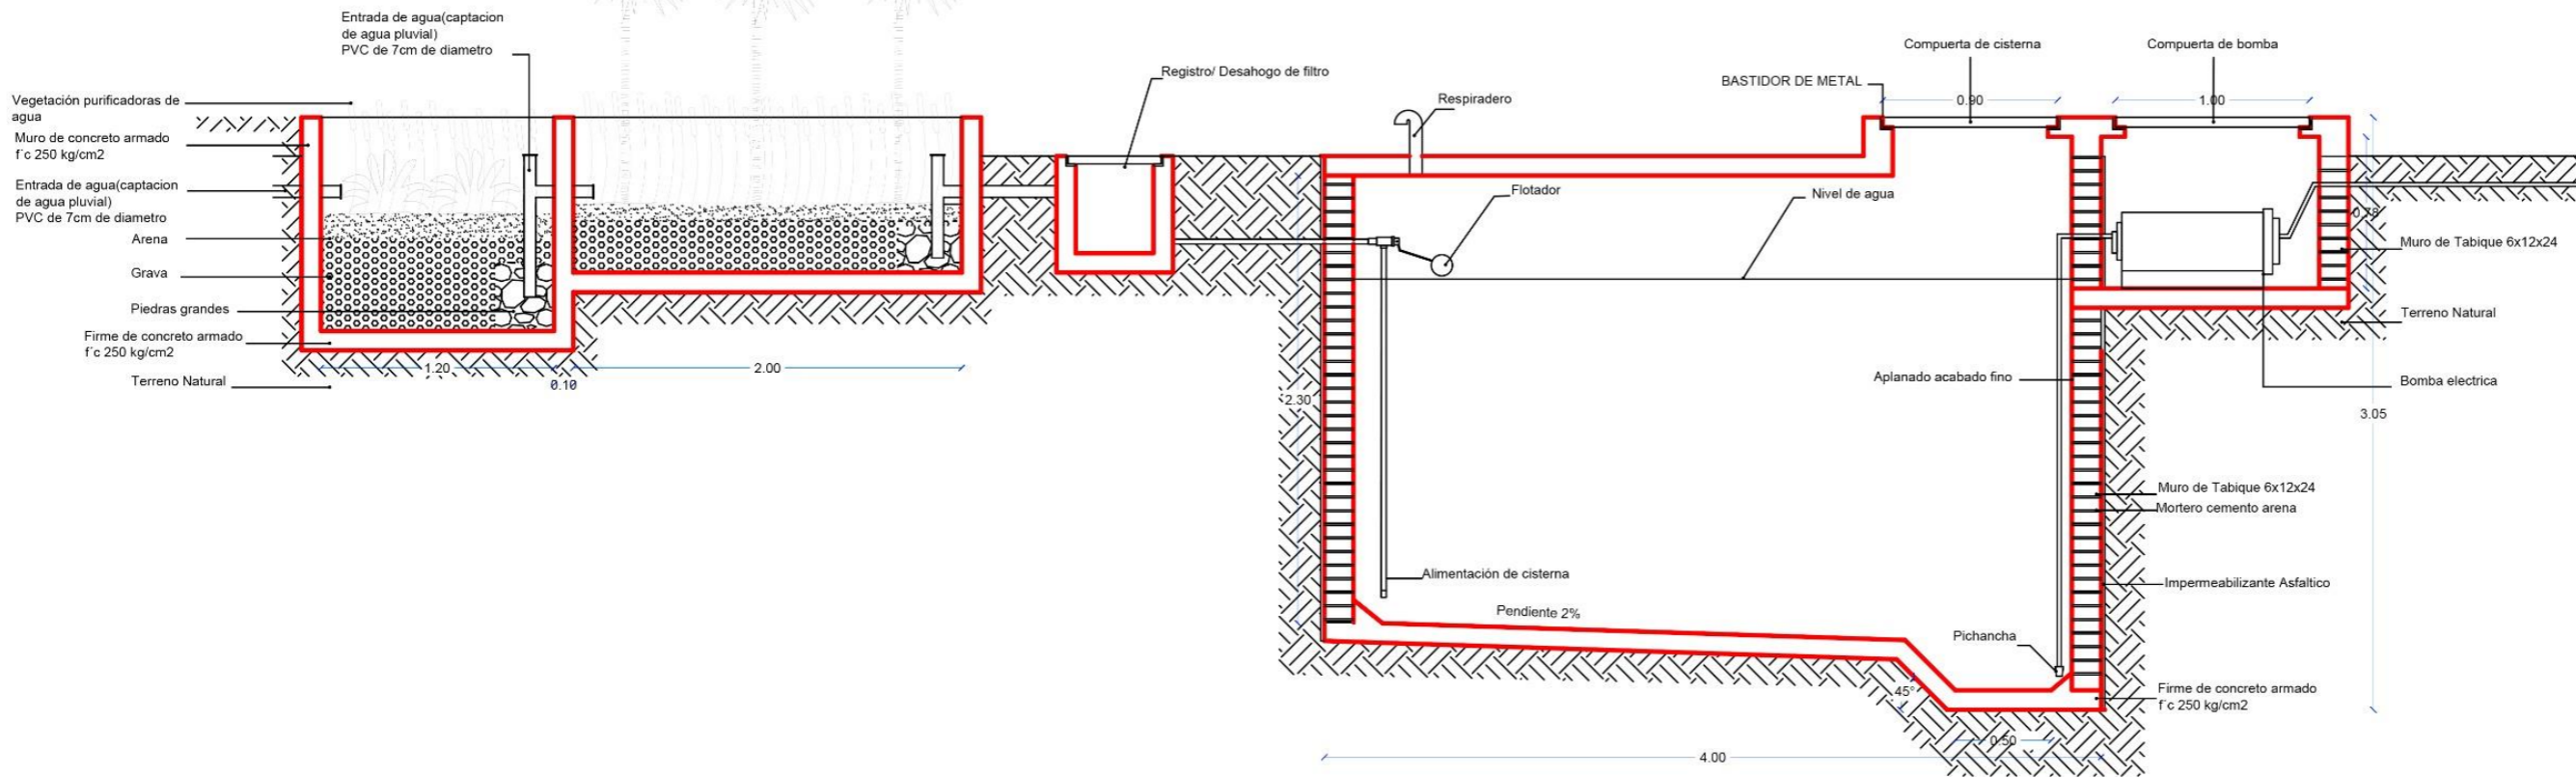 Entrada de agua(captacion
de agua pluvial)
PVC de 7cm de diametro
Vegetación purificadoras de
agua
Muro de concreto armado
f´c 250 kg/cm2
Entrada de agua(captacion
de agua pluvial)
PVC de 7cm de diametro
Arena
Grava
Piedras grandes
Firme de concreto armado
f´c 250 kg/cm2
Terreno Natural
1.20
0.10
2.00
Registro/ Desahogo de filtro
Respiradero
Flotador
BASTIDOR DE METAL
Compuerta de cisterna
0.90
Compuerta de bomba
1.00
Nivel de agua
0.78
Muro de Tabique 6x12x24
Terreno Natural
Bomba electrica
3.05
Aplanado acabado fino
2.30
Muro de Tabique 6x12x24
Mortero cemento arena
Alimentación de cisterna
Impermeabilizante Asfaltico
Pendiente 2%
Pichancha
45°
Firme de concreto armado
f´c 250 kg/cm2
0.50
4.00